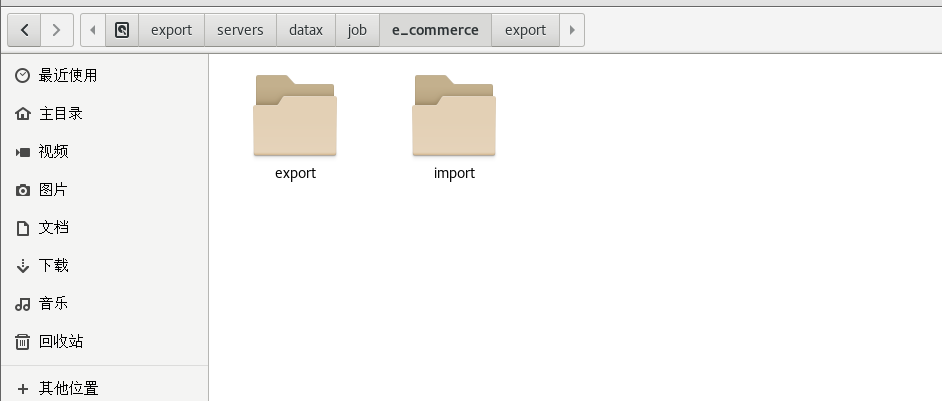 export servers datax job e_commerce export
最近使用
主目录
视频
图片
文档
下载
音乐
回收站
其他位置
export import